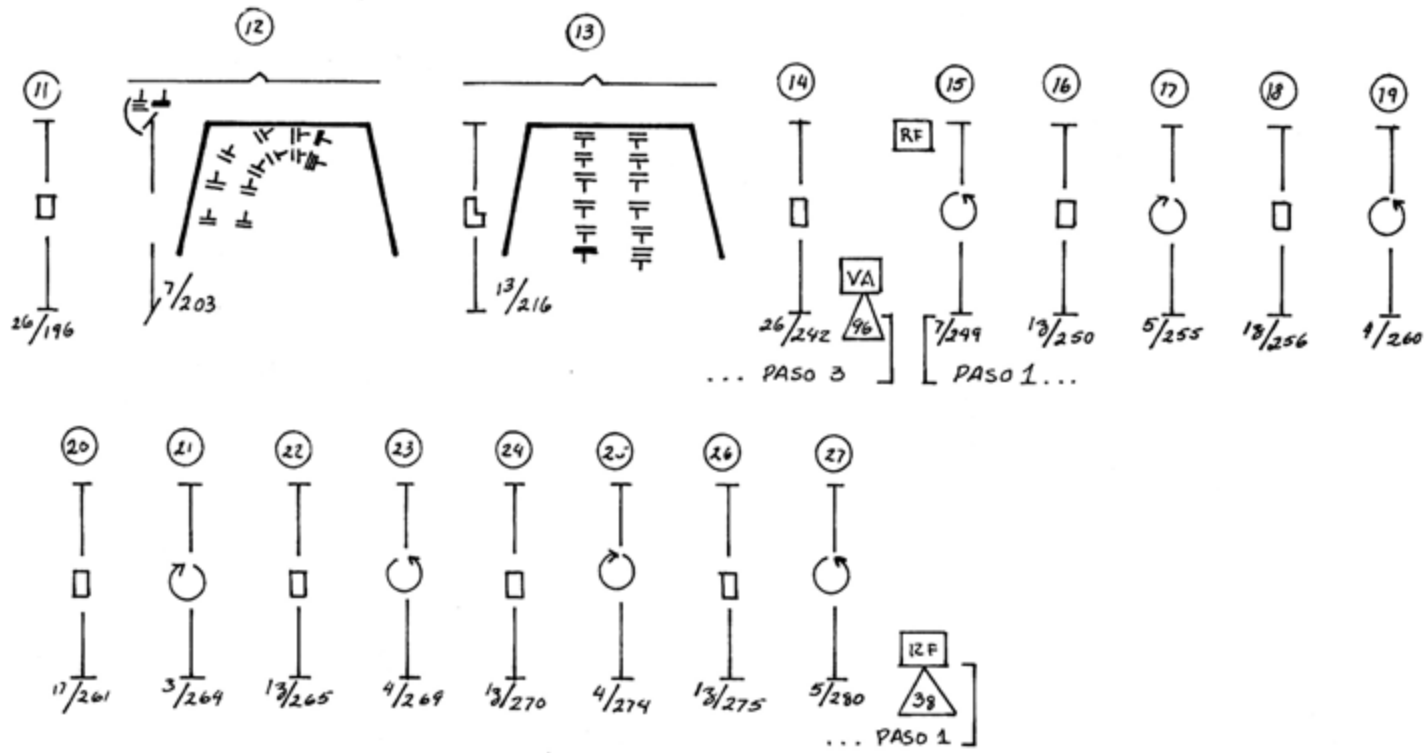 12 13
11 14 15 16 17 18 19
RF
VA
96
26/196 7/203 13/216 26/242 7/249 13/250 5/255 13/256 4/260
... PASO 3 PASO 1...
20 21 22 23 24 25 26 27
RF
38
17/261 3/264 13/265 4/269 13/270 4/274 13/275 5/280
... PASO 1